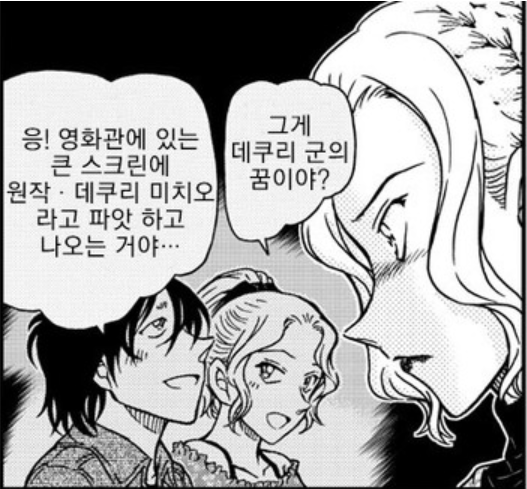 그게
데쿠리 군의
꿈이야?
응! 영화관에 있는
큰 스크린에
원작 · 데쿠리 미치오
라고 파앗 하고
나오는 거야…